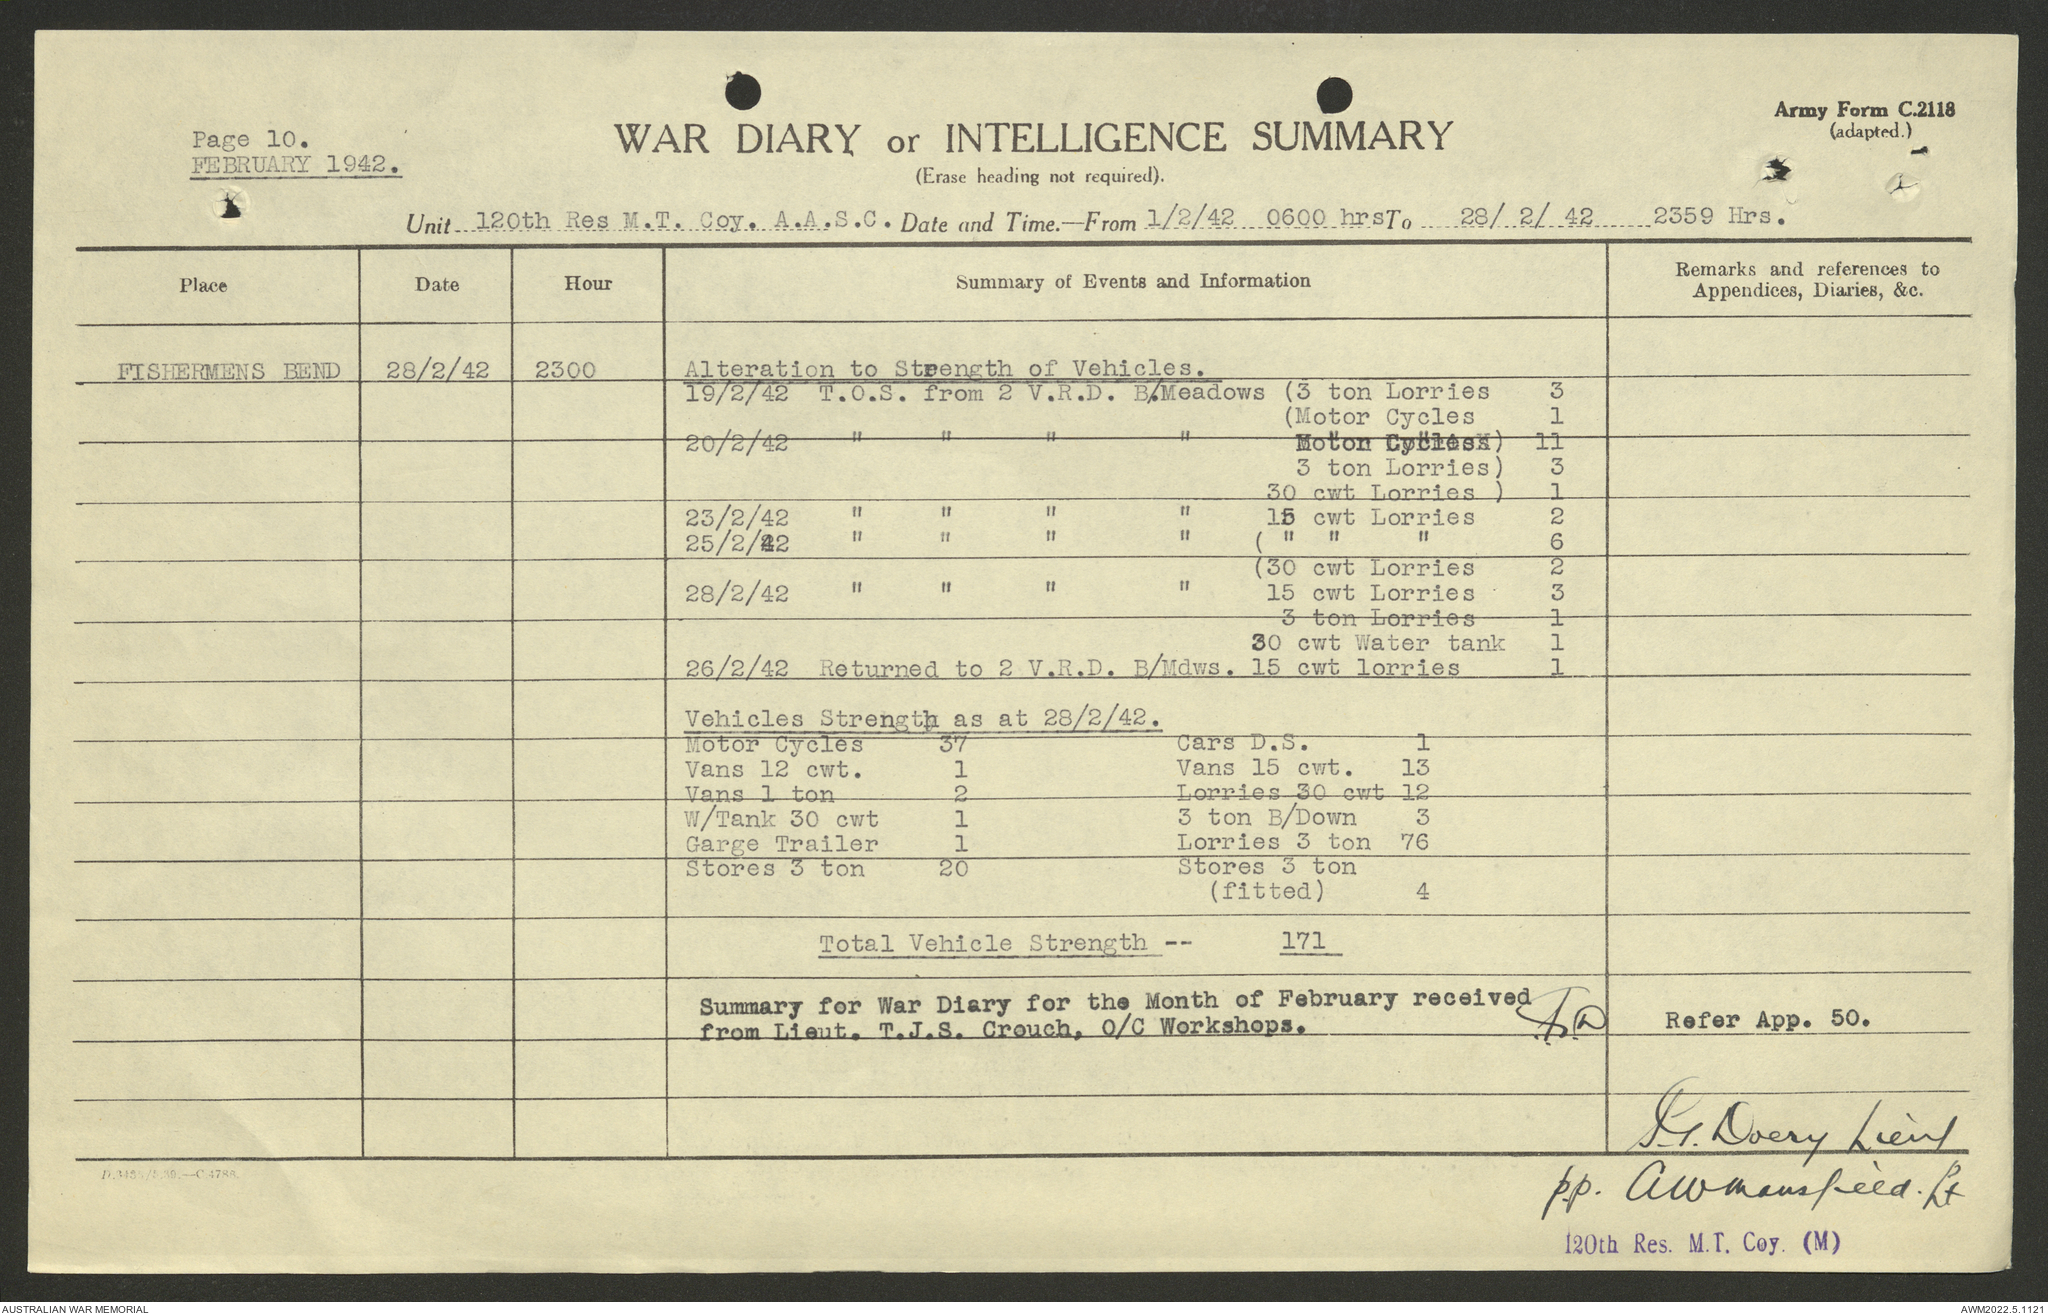 Army Form C.2118
(adapted.)
Page 10.
FEBRUARY 1942.
WAR DIARY or INTELLIGENCE SUMMARY
(Erase heading not required).
Unit 120th Res M.T. Coy. A.A.S.C. Date and Time.—From 1/2/42 0600 hrs To 28/ 2/ 42 2359 Hrs.
Place Date Hour Summary of Events and Information Remarks and references to
Appendices, Diaries, &c.
FISHERMENS BEND 28/2/42 2300 Alteration to Strength of Vehicles.
19/2/42 T.O.S. from 2 V.R.D. B/Meadows (3 ton Lorries 3
(Motor Cycles 1
20/2/42 " " " " Motor Cycles) 11
3 ton Lorries) 3
30 cwt Lorries ) 1
23/2/42 " " " " 15 cwt Lorries 2
25/2/42 " " " " ( " " " 6
(30 cwt Lorries 2
28/2/42 " " " " 15 cwt Lorries 3
3 ton Lorries 1
30 cwt Water tank 1
26/2/42 Returned to 2 V.R.D. B/Mdws. 15 cwt lorries 1
Vehicles Strength as at 28/2/42.
Motor Cycles 37 Cars D.S. 1
Vans 12 cwt. 1 Vans 15 cwt. 13
Vans 1 ton 2 Lorries 30 cwt 12
W/Tank 30 cwt 1 3 ton B/Down 3
Garge Trailer 1 Lorries 3 ton 76
Stores 3 ton 20 Stores 3 ton
(fitted) 4
Total Vehicle Strength -- 171
Summary for War Diary for the Month of February received
from Lieut. T.J.S. Crouch, O/C Workshops. Refer App. 50.
Doery Lieut
p.p. AWMansfield. Lt
120th Res. M.T. Coy. (M)
AUSTRALIAN WAR MEMORIAL AWM2022.5.1121